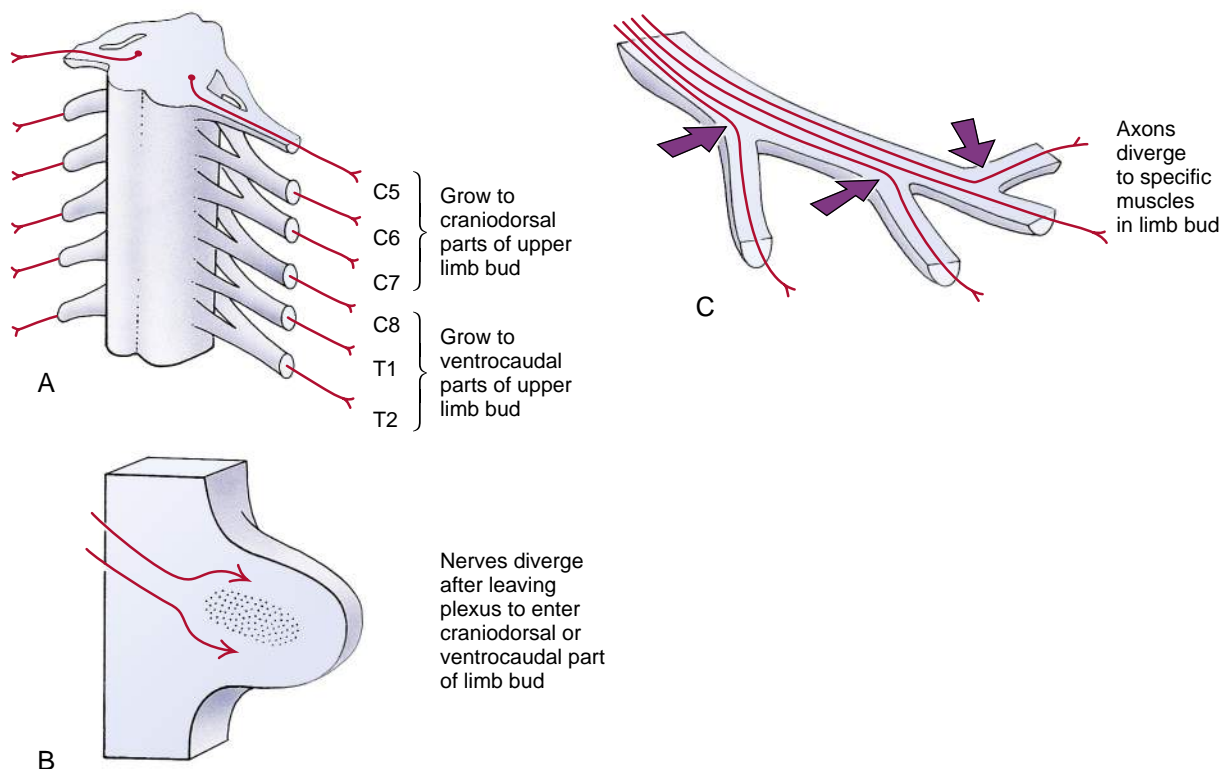 C5
C6
C7
Grow to
craniodorsal
parts of upper
limb bud
C8
T1
T2
Grow to
ventrocaudal
parts of upper
limb bud
A
Nerves diverge
after leaving
plexus to enter
craniodorsal or
ventrocaudal part
of limb bud
B
Axons
diverge
to specific
muscles
in limb bud
C